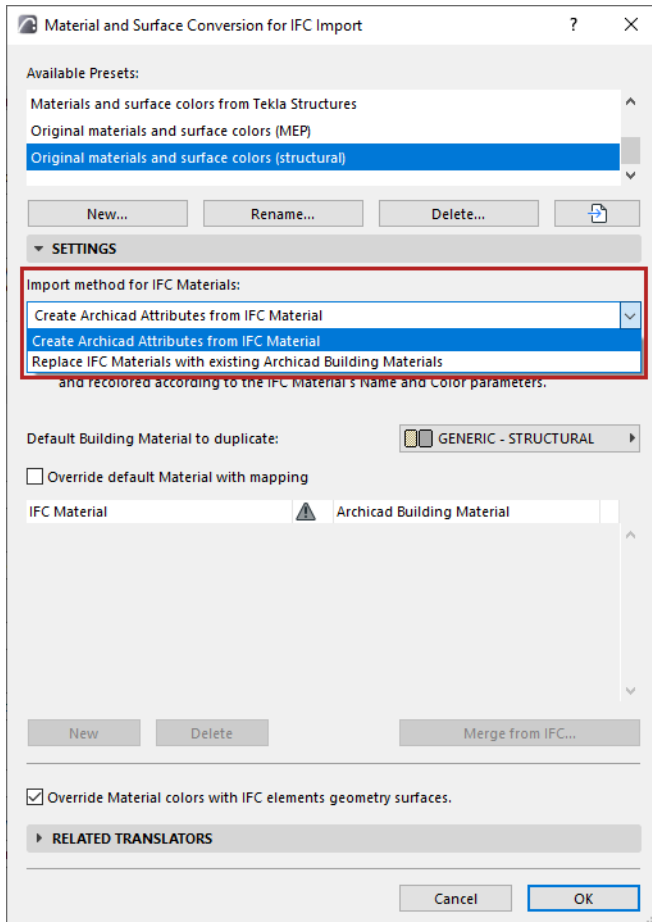 Material and Surface Conversion for IFC Import
Available Presets:
Materials and surface colors from Tekla Structures
Original materials and surface colors (MEP)
Original materials and surface colors (structural)
New... Rename... Delete...
SETTINGS
Import method for IFC Materials:
Create Archicad Attributes from IFC Material
Create Archicad Attributes from IFC Material
Replace IFC Materials with existing Archicad Building Materials
and recolored according to the IFC Material's Name and Color parameters.
Default Building Material to duplicate: GENERIC - STRUCTURAL
Override default Material with mapping
IFC Material Archicad Building Material
New Delete Merge from IFC...
Override Material colors with IFC elements geometry surfaces.
RELATED TRANSLATORS
Cancel OK